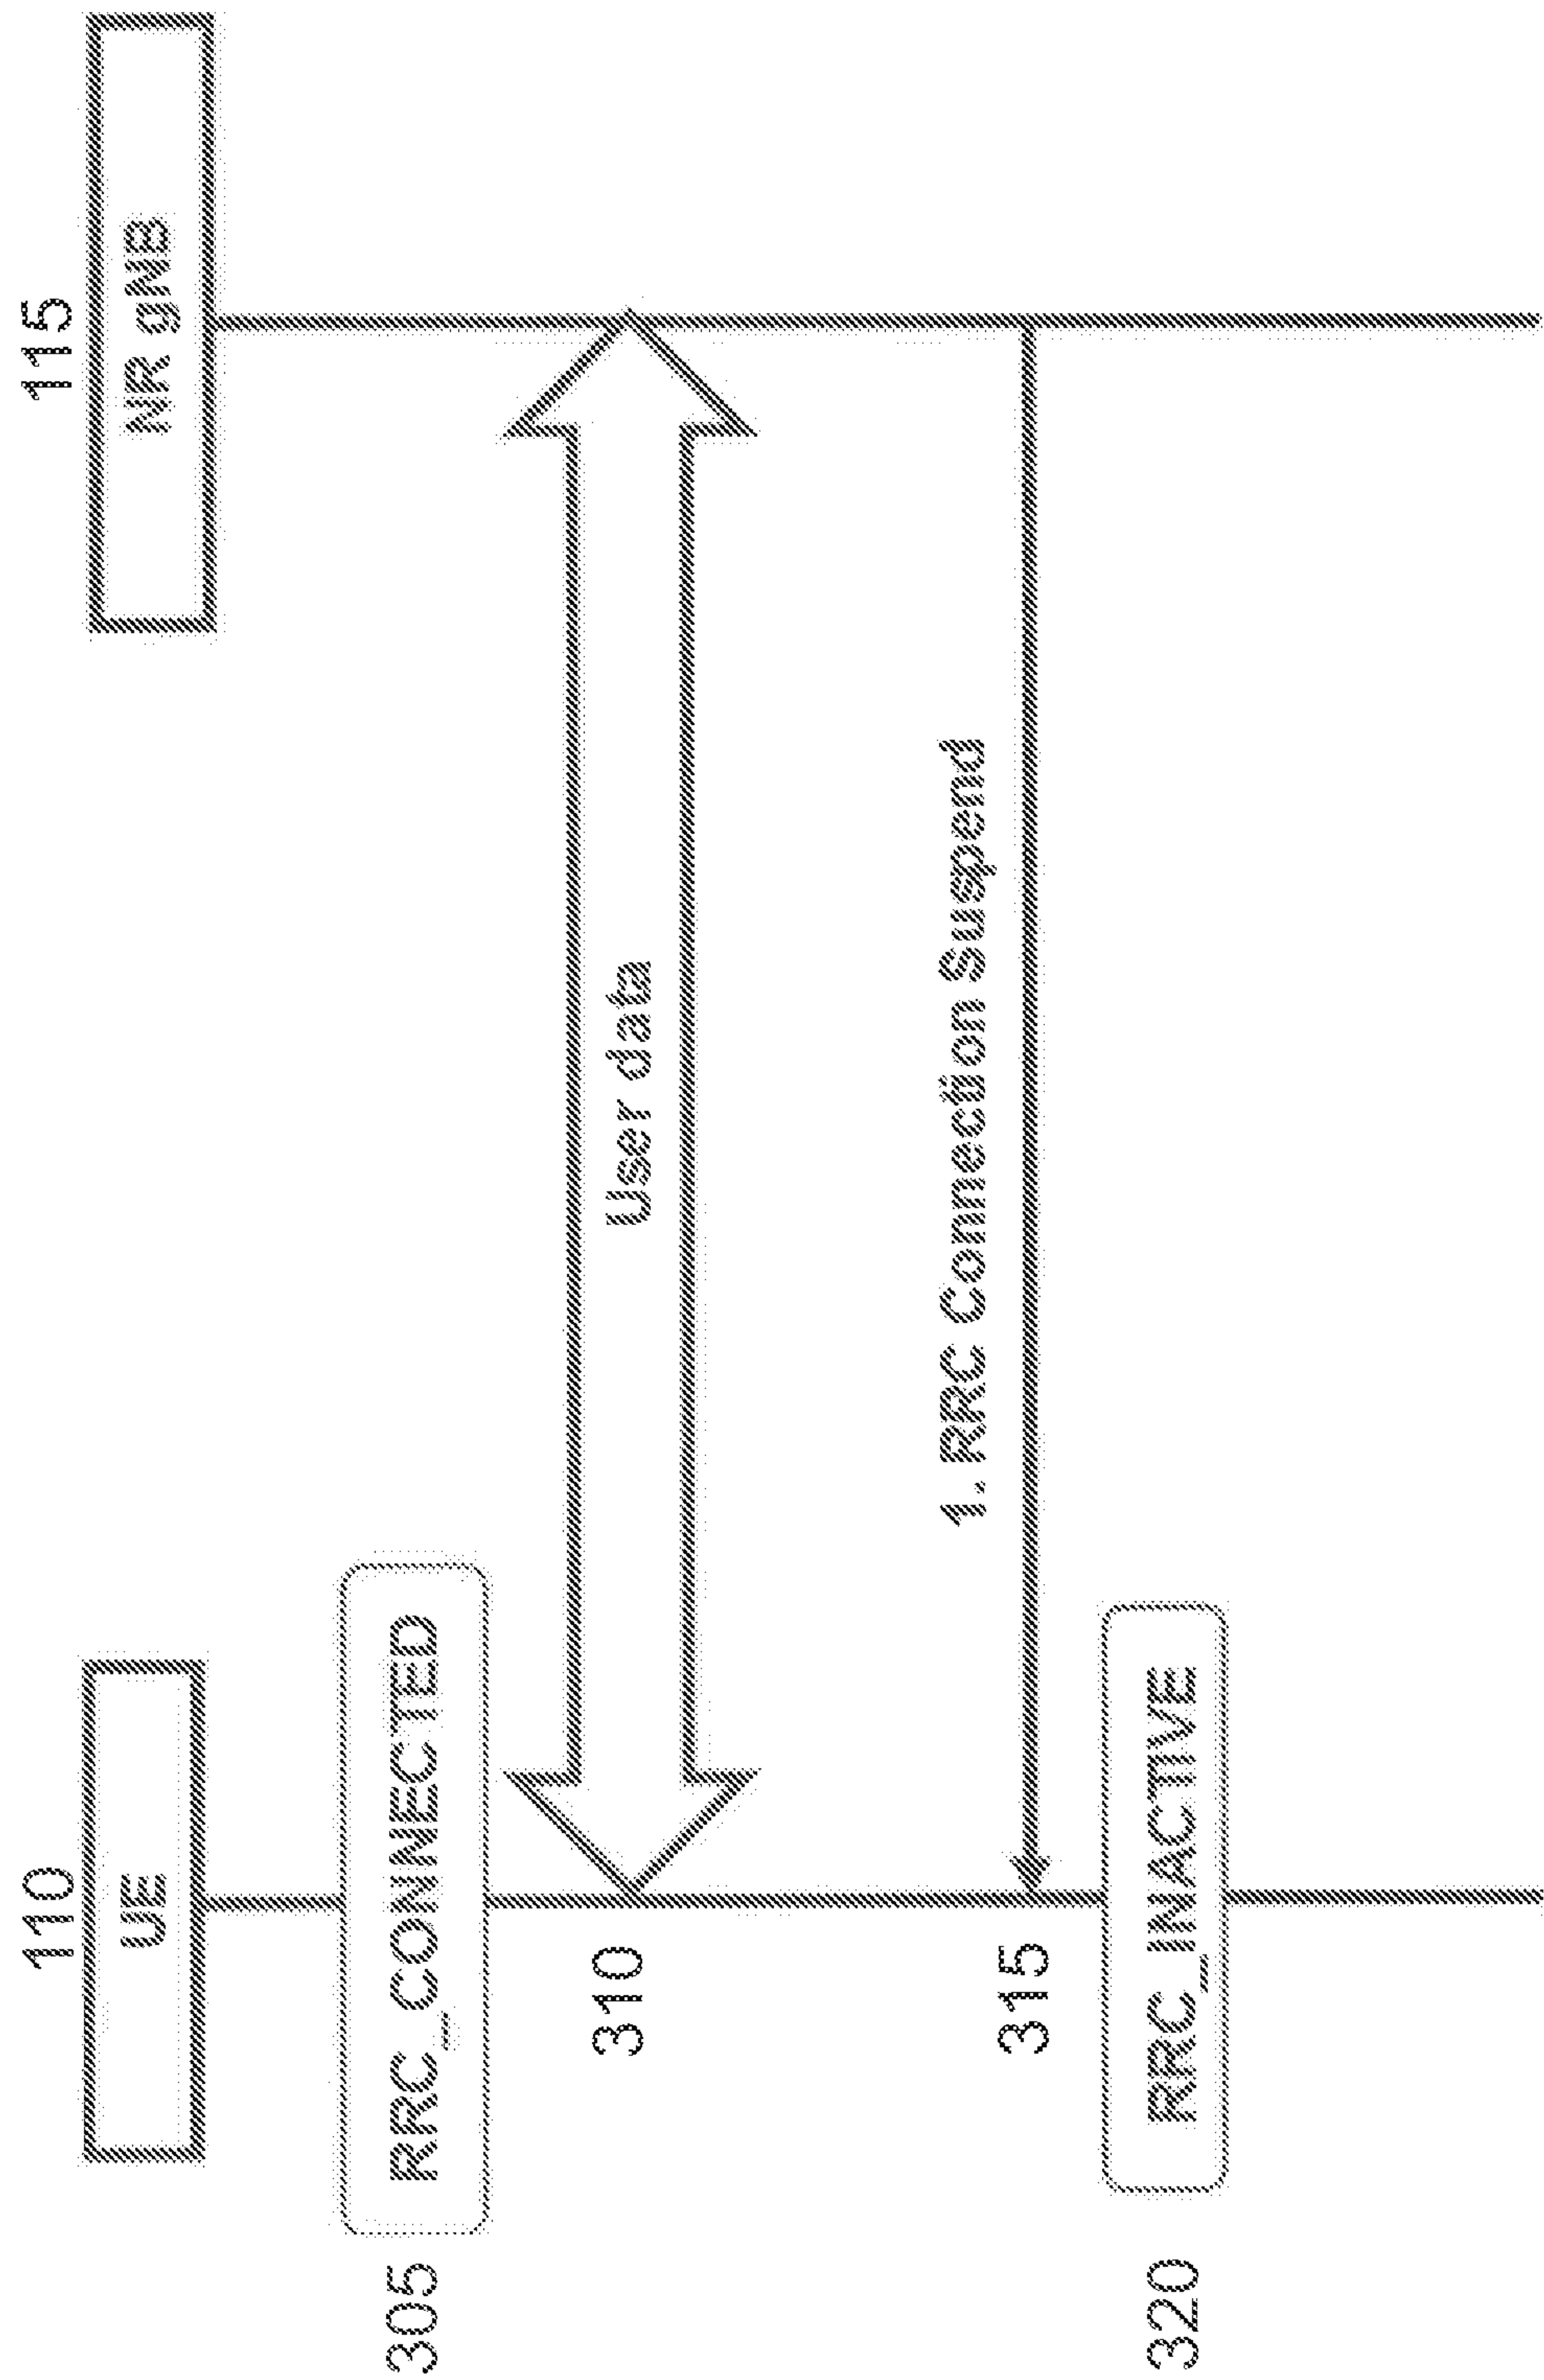 110
115
UE
NR gNB
305
RRC_CONNECTED
310
User data
1. RRC Connection Suspend
315
320
RRC_INACTIVE